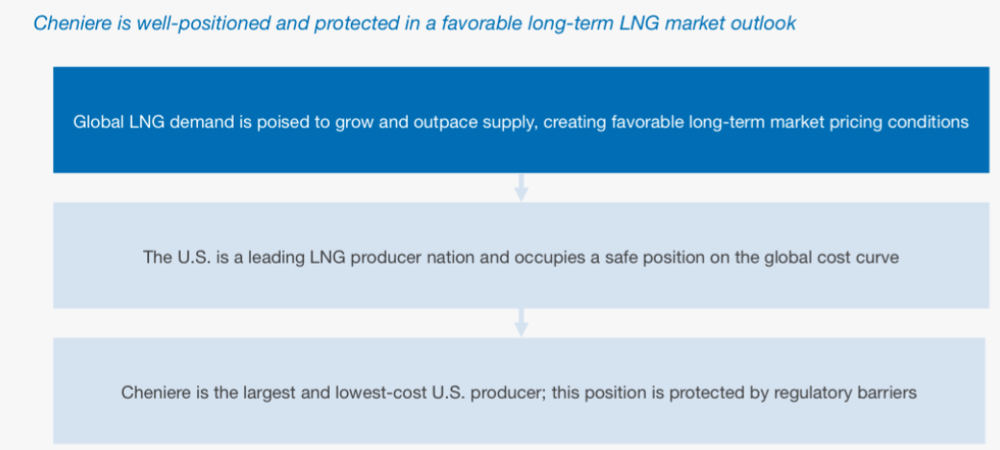 Cheniere is well-positioned and protected in a favorable long-term LNG market outlook
Global LNG demand is poised to grow and outpace supply, creating favorable long-term market pricing conditions
The U.S. is a leading LNG producer nation and occupies a safe position on the global cost curve
Cheniere is the largest and lowest-cost U.S. producer; this position is protected by regulatory barriers